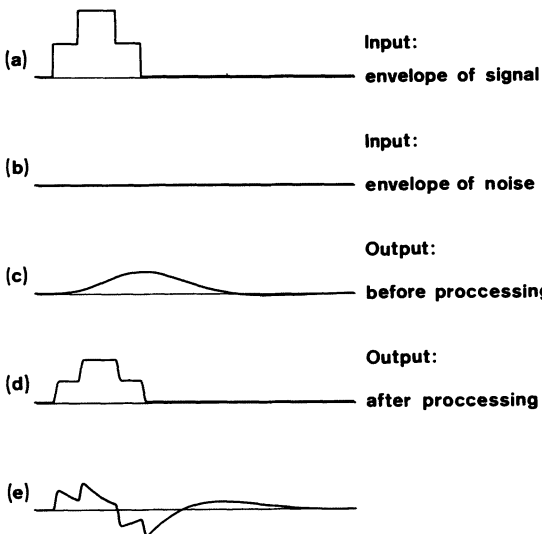 (a)
Input:
envelope of signal
(b)
Input:
envelope of noise
(c)
Output:
before proccessing
(d)
Output:
after proccessing
(e)